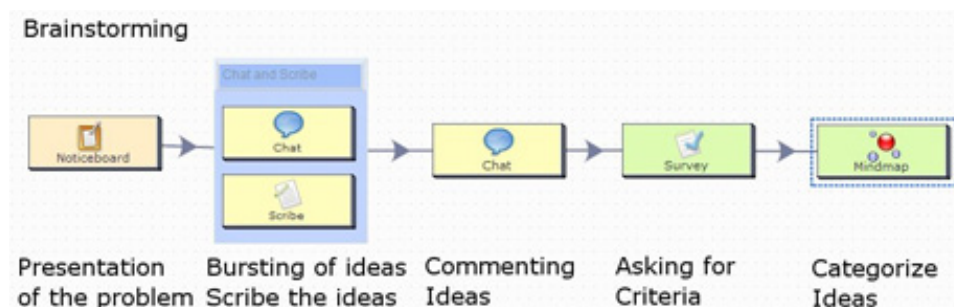 Brainstorming
Chat and Scribe
Noticeboard
Chat
Scribe
Chat
Survey
Mindmap
Presentation
of the problem
Bursting of ideas
Scribe the ideas
Commenting
Ideas
Asking for
Criteria
Categorize
Ideas